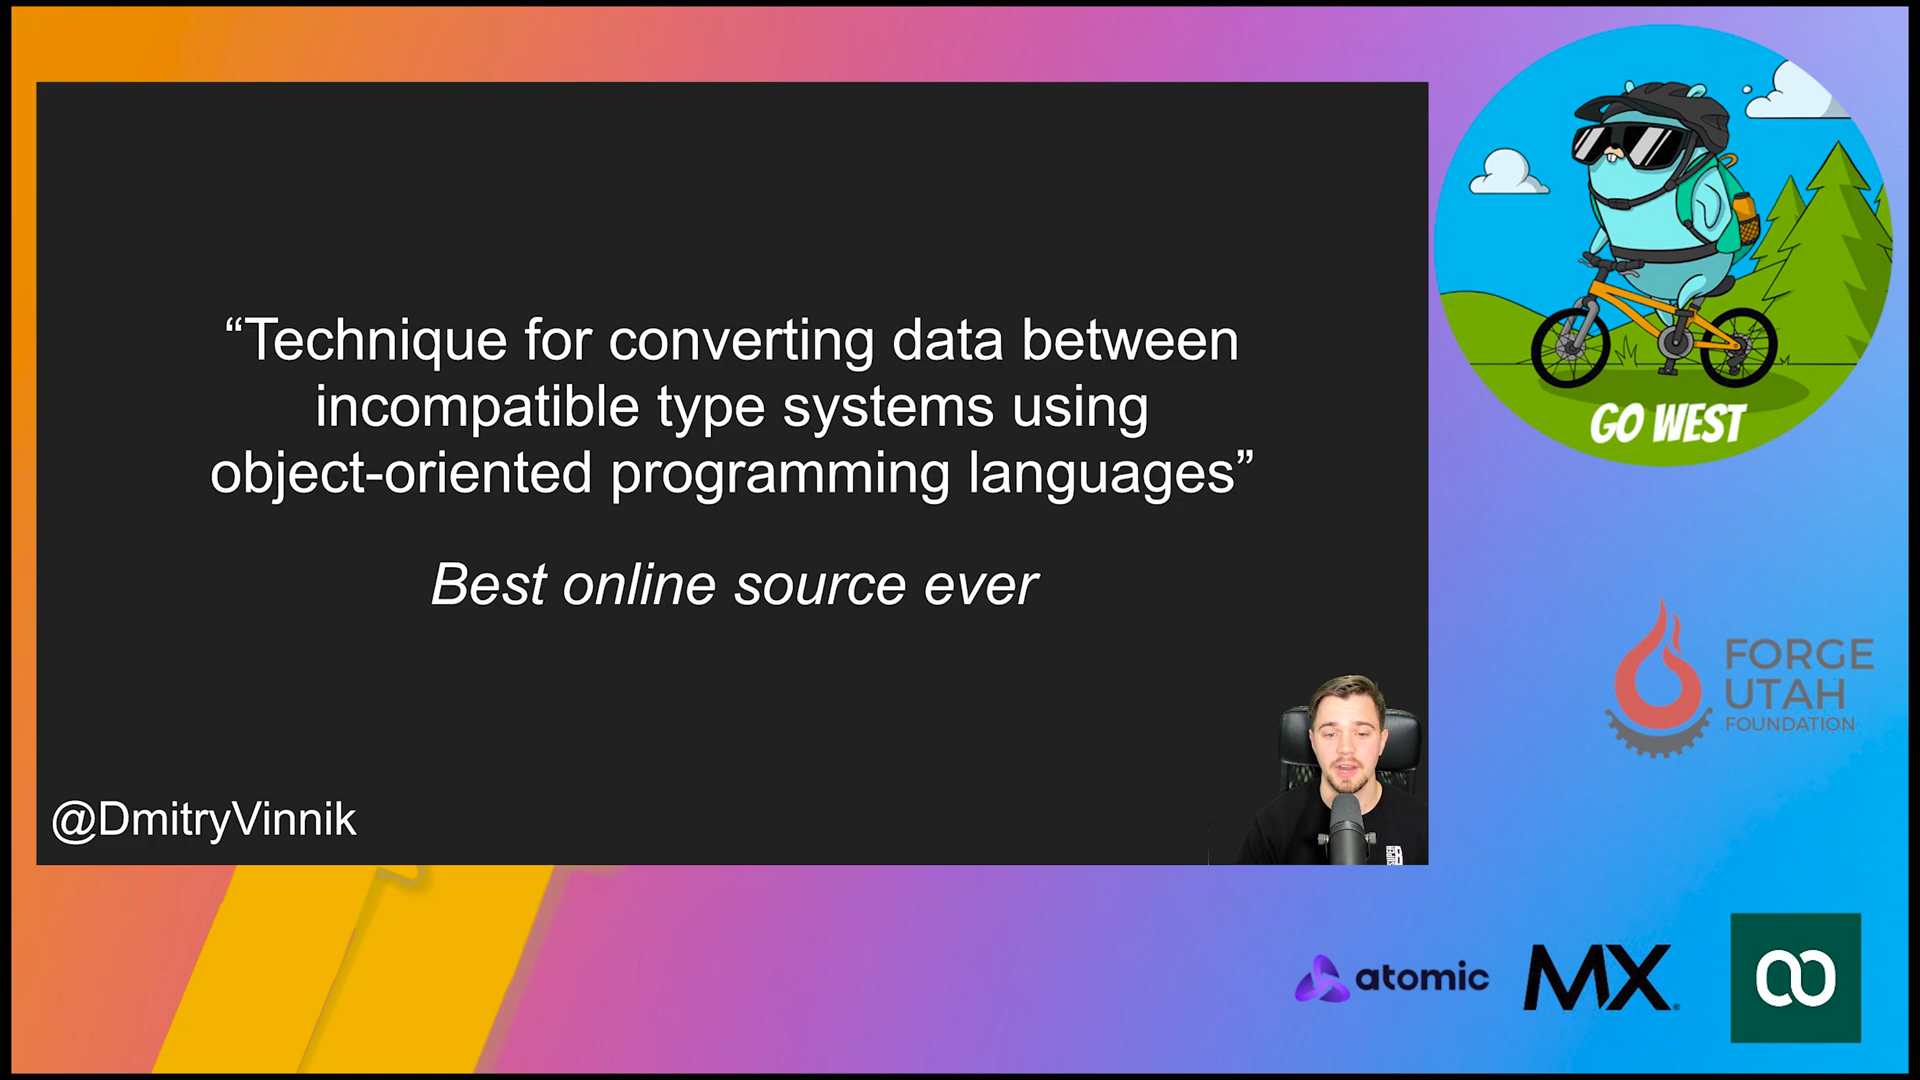 “Technique for converting data between
incompatible type systems using
object-oriented programming languages”
Best online source ever
@DmitryVinnik
GO WEST
FORGE
UTAH
FOUNDATION
atomic
MX